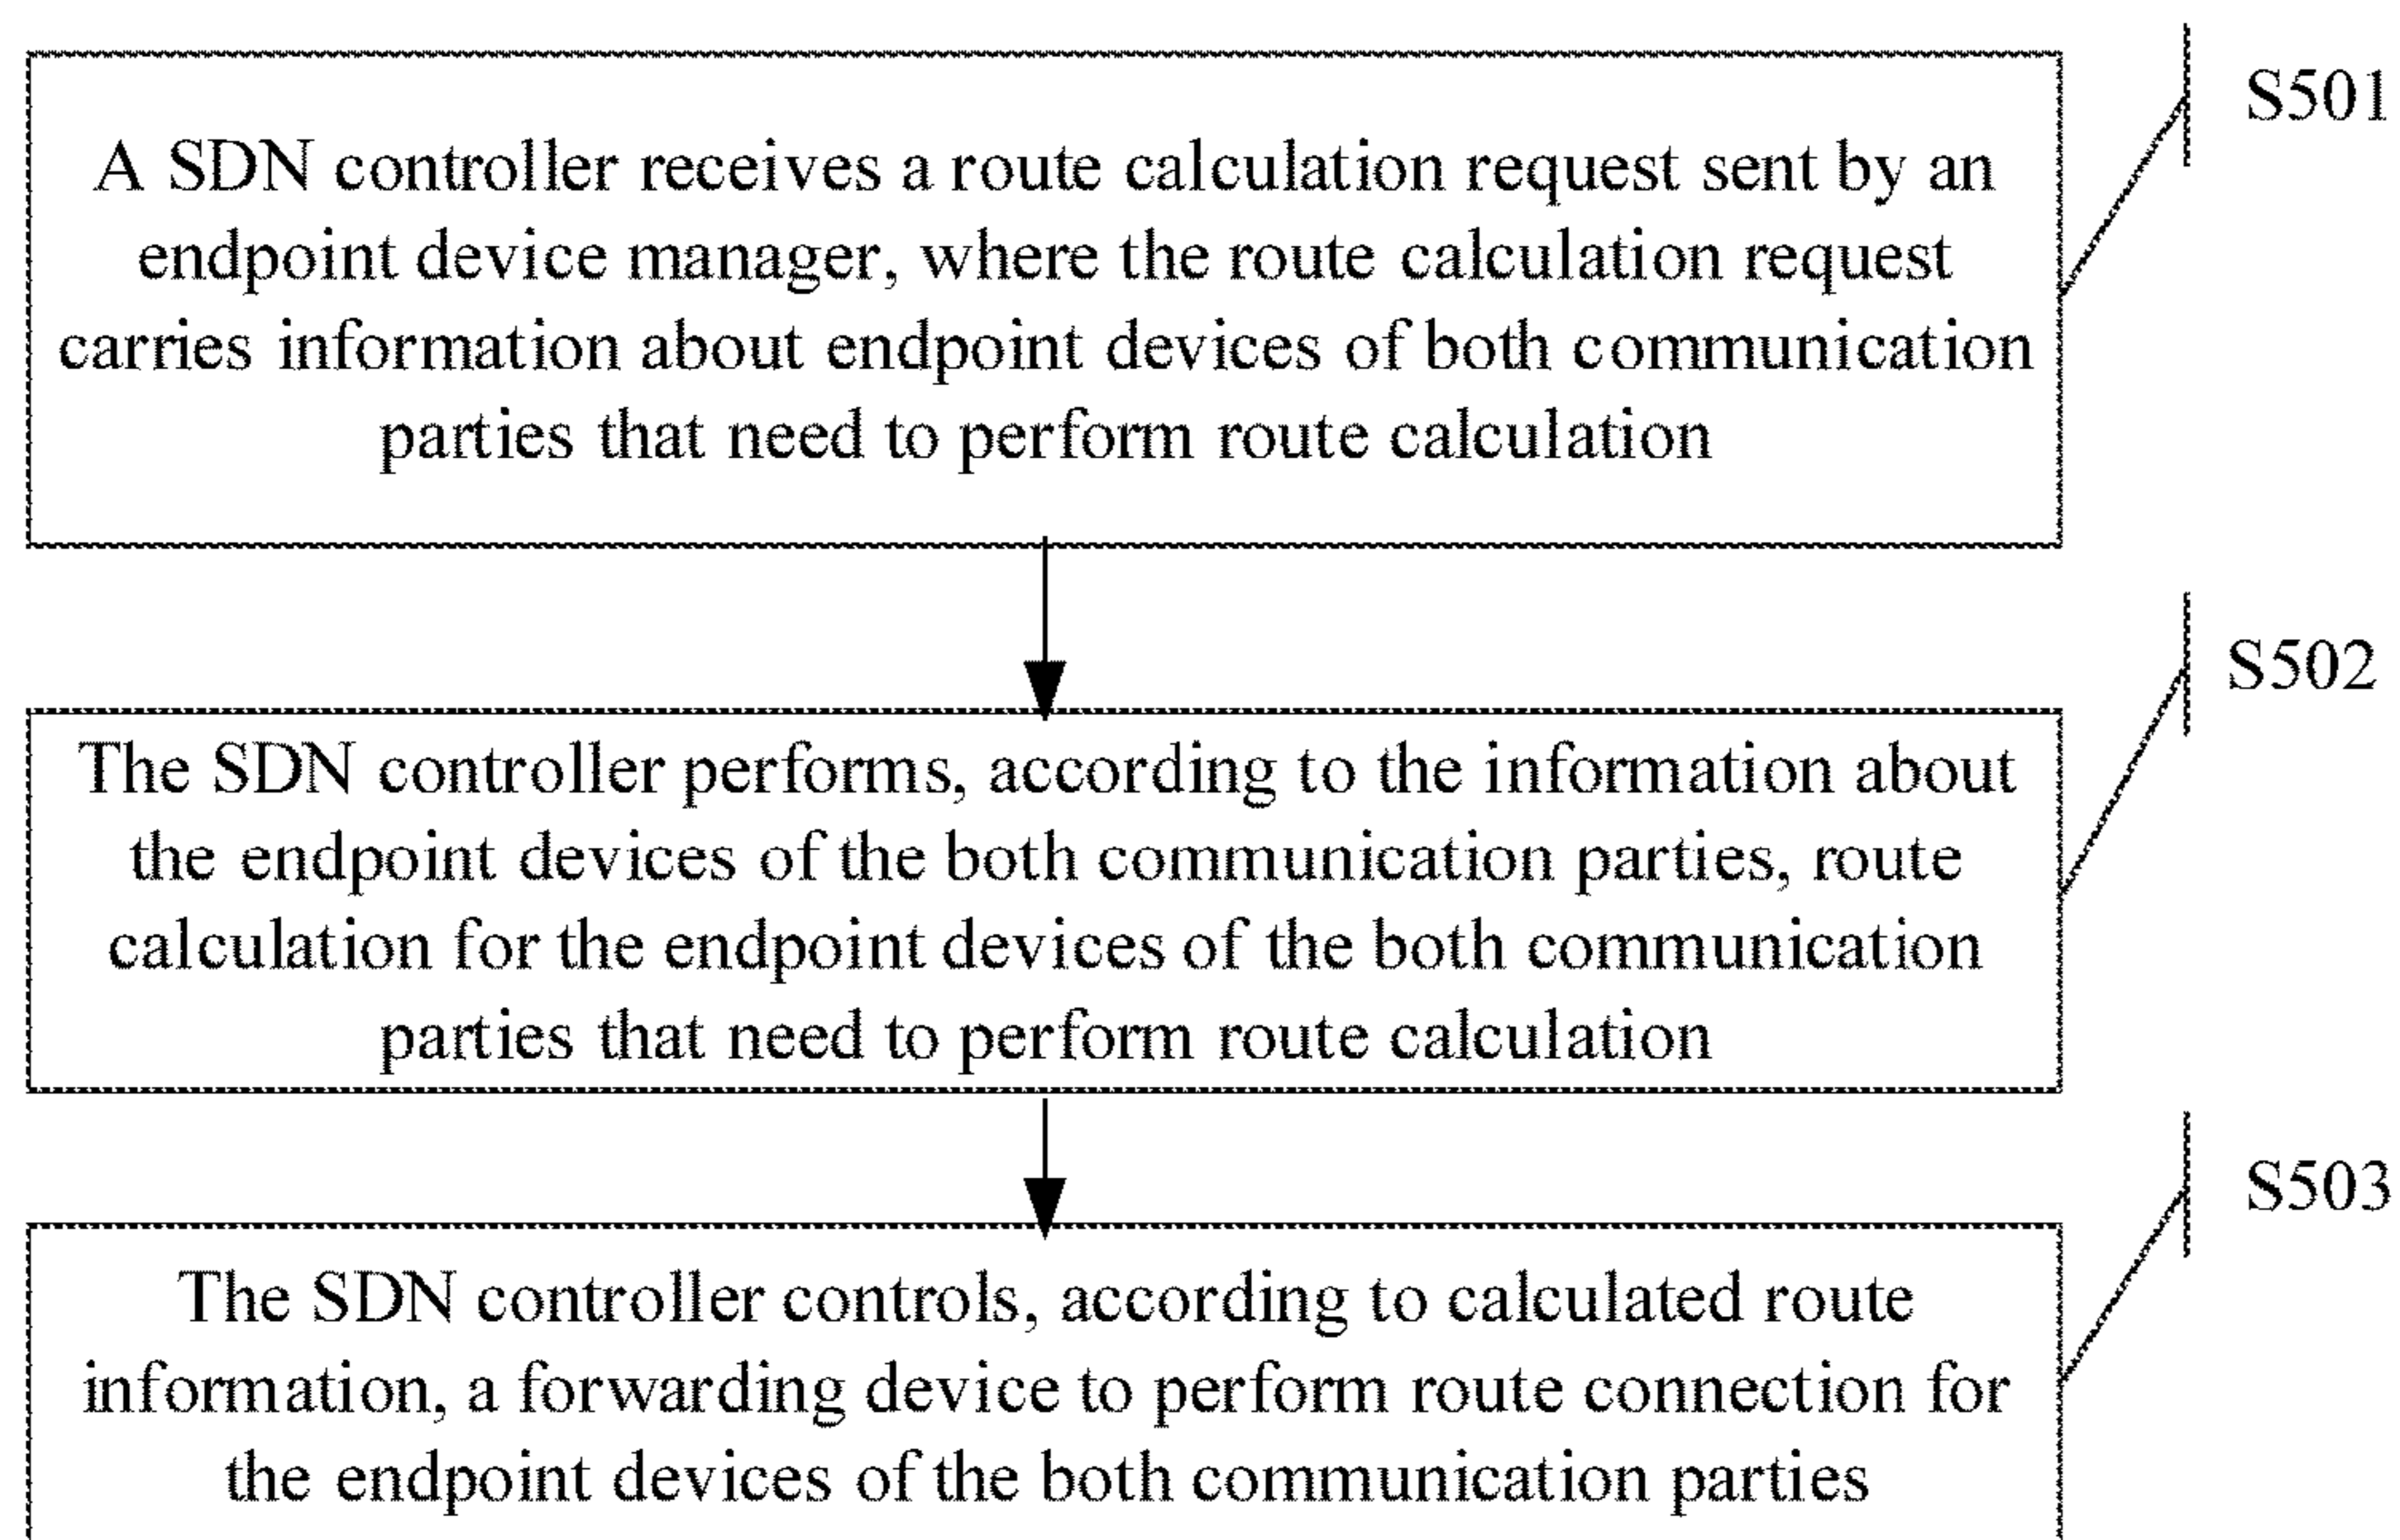 S501
A SDN controller receives a route calculation request sent by an
endpoint device manager, where the route calculation request
carries information about endpoint devices of both communication
parties that need to perform route calculation
S502
The SDN controller performs, according to the information about
the endpoint devices of the both communication parties, route
calculation for the endpoint devices of the both communication
parties that need to perform route calculation
S503
The SDN controller controls, according to calculated route
information, a forwarding device to perform route connection for
the endpoint devices of the both communication parties